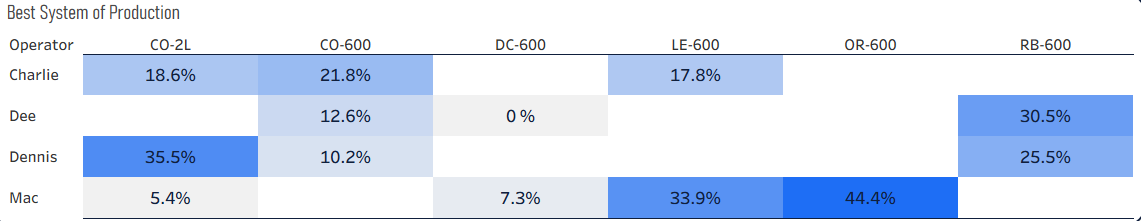 Best System of Production
Operator CO-2L CO-600 DC-600 LE-600 OR-600 RB-600
Charlie 18.6% 21.8% 17.8%
Dee 12.6% 0 % 30.5%
Dennis 35.5% 10.2% 25.5%
Mac 5.4% 7.3% 33.9% 44.4%